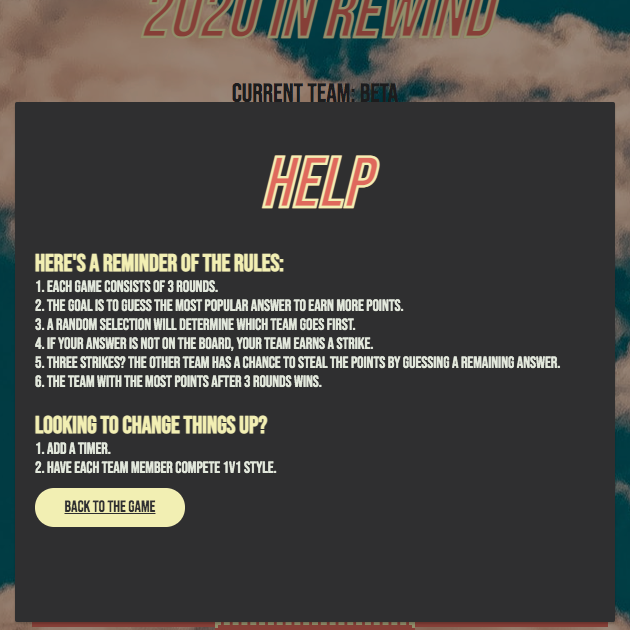 2020 IN REWIND
CURRENT TEAM: BETA
HELP
HERE'S A REMINDER OF THE RULES:
1. EACH GAME CONSISTS OF 3 ROUNDS.
2. THE GOAL IS TO GUESS THE MOST POPULAR ANSWER TO EARN MORE POINTS.
3. A RANDOM SELECTION WILL DETERMINE WHICH TEAM GOES FIRST.
4. IF YOUR ANSWER IS NOT ON THE BOARD, YOUR TEAM EARNS A STRIKE.
5. THREE STRIKES? THE OTHER TEAM HAS A CHANCE TO STEAL THE POINTS BY GUESSING A REMAINING ANSWER.
6. THE TEAM WITH THE MOST POINTS AFTER 3 ROUNDS WINS.
LOOKING TO CHANGE THINGS UP?
1. ADD A TIMER.
2. HAVE EACH TEAM MEMBER COMPETE 1V1 STYLE.
BACK TO THE GAME